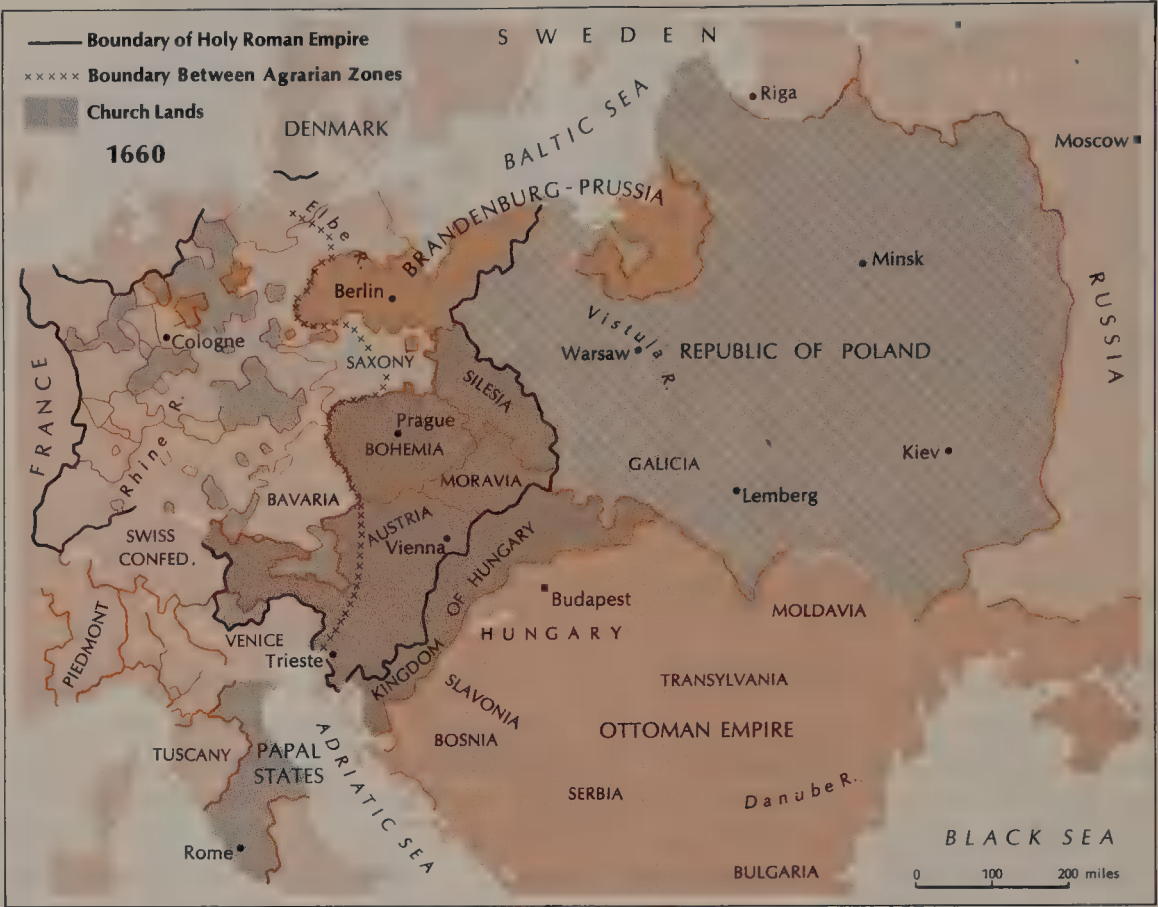 Boundary of Holy Roman Empire
Boundary Between Agrarian Zones
Church Lands
1660
SWEDEN
DENMARK
BALTIC SEA
Riga
Moscow
BRANDENBURG-PRUSSIA
Elbe R.
Berlin
Minsk
RUSSIA
Cologne
SAXONY
Vistula R.
Warsaw
REPUBLIC OF POLAND
FRANCE
SILESIA
Prague
BOHEMIA
Rhine R.
MORAVIA
GALICIA
Kiev
BAVARIA
Lemberg
AUSTRIA
Vienna
SWISS
CONFED.
KINGDOM OF HUNGARY
Budapest
HUNGARY
MOLDAVIA
PIEDMONT
VENICE
Trieste
SLAVONIA
TRANSYLVANIA
BOSNIA
OTTOMAN EMPIRE
TUSCANY
PAPAL
STATES
ADRIATIC SEA
SERBIA
Danube R.
BLACK SEA
Rome
BULGARIA
0 100 200 miles